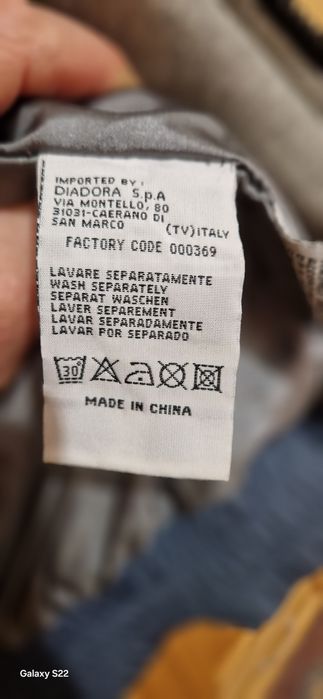 IMPORTED BY:
DIADORA S.p.A
VIA MONTELLO, 80
31031-CAERANO DI
SAN MARCO (TV)ITALY
FACTORY CODE 000369
LAVARE SEPARATAMENTE
WASH SEPARATELY
SEPARAT WASCHEN
LAVER SEPAREMENT
LAVAR SEPARADAMENTE
LAVAR POR SEPARADO
30
MADE IN CHINA
Galaxy S22